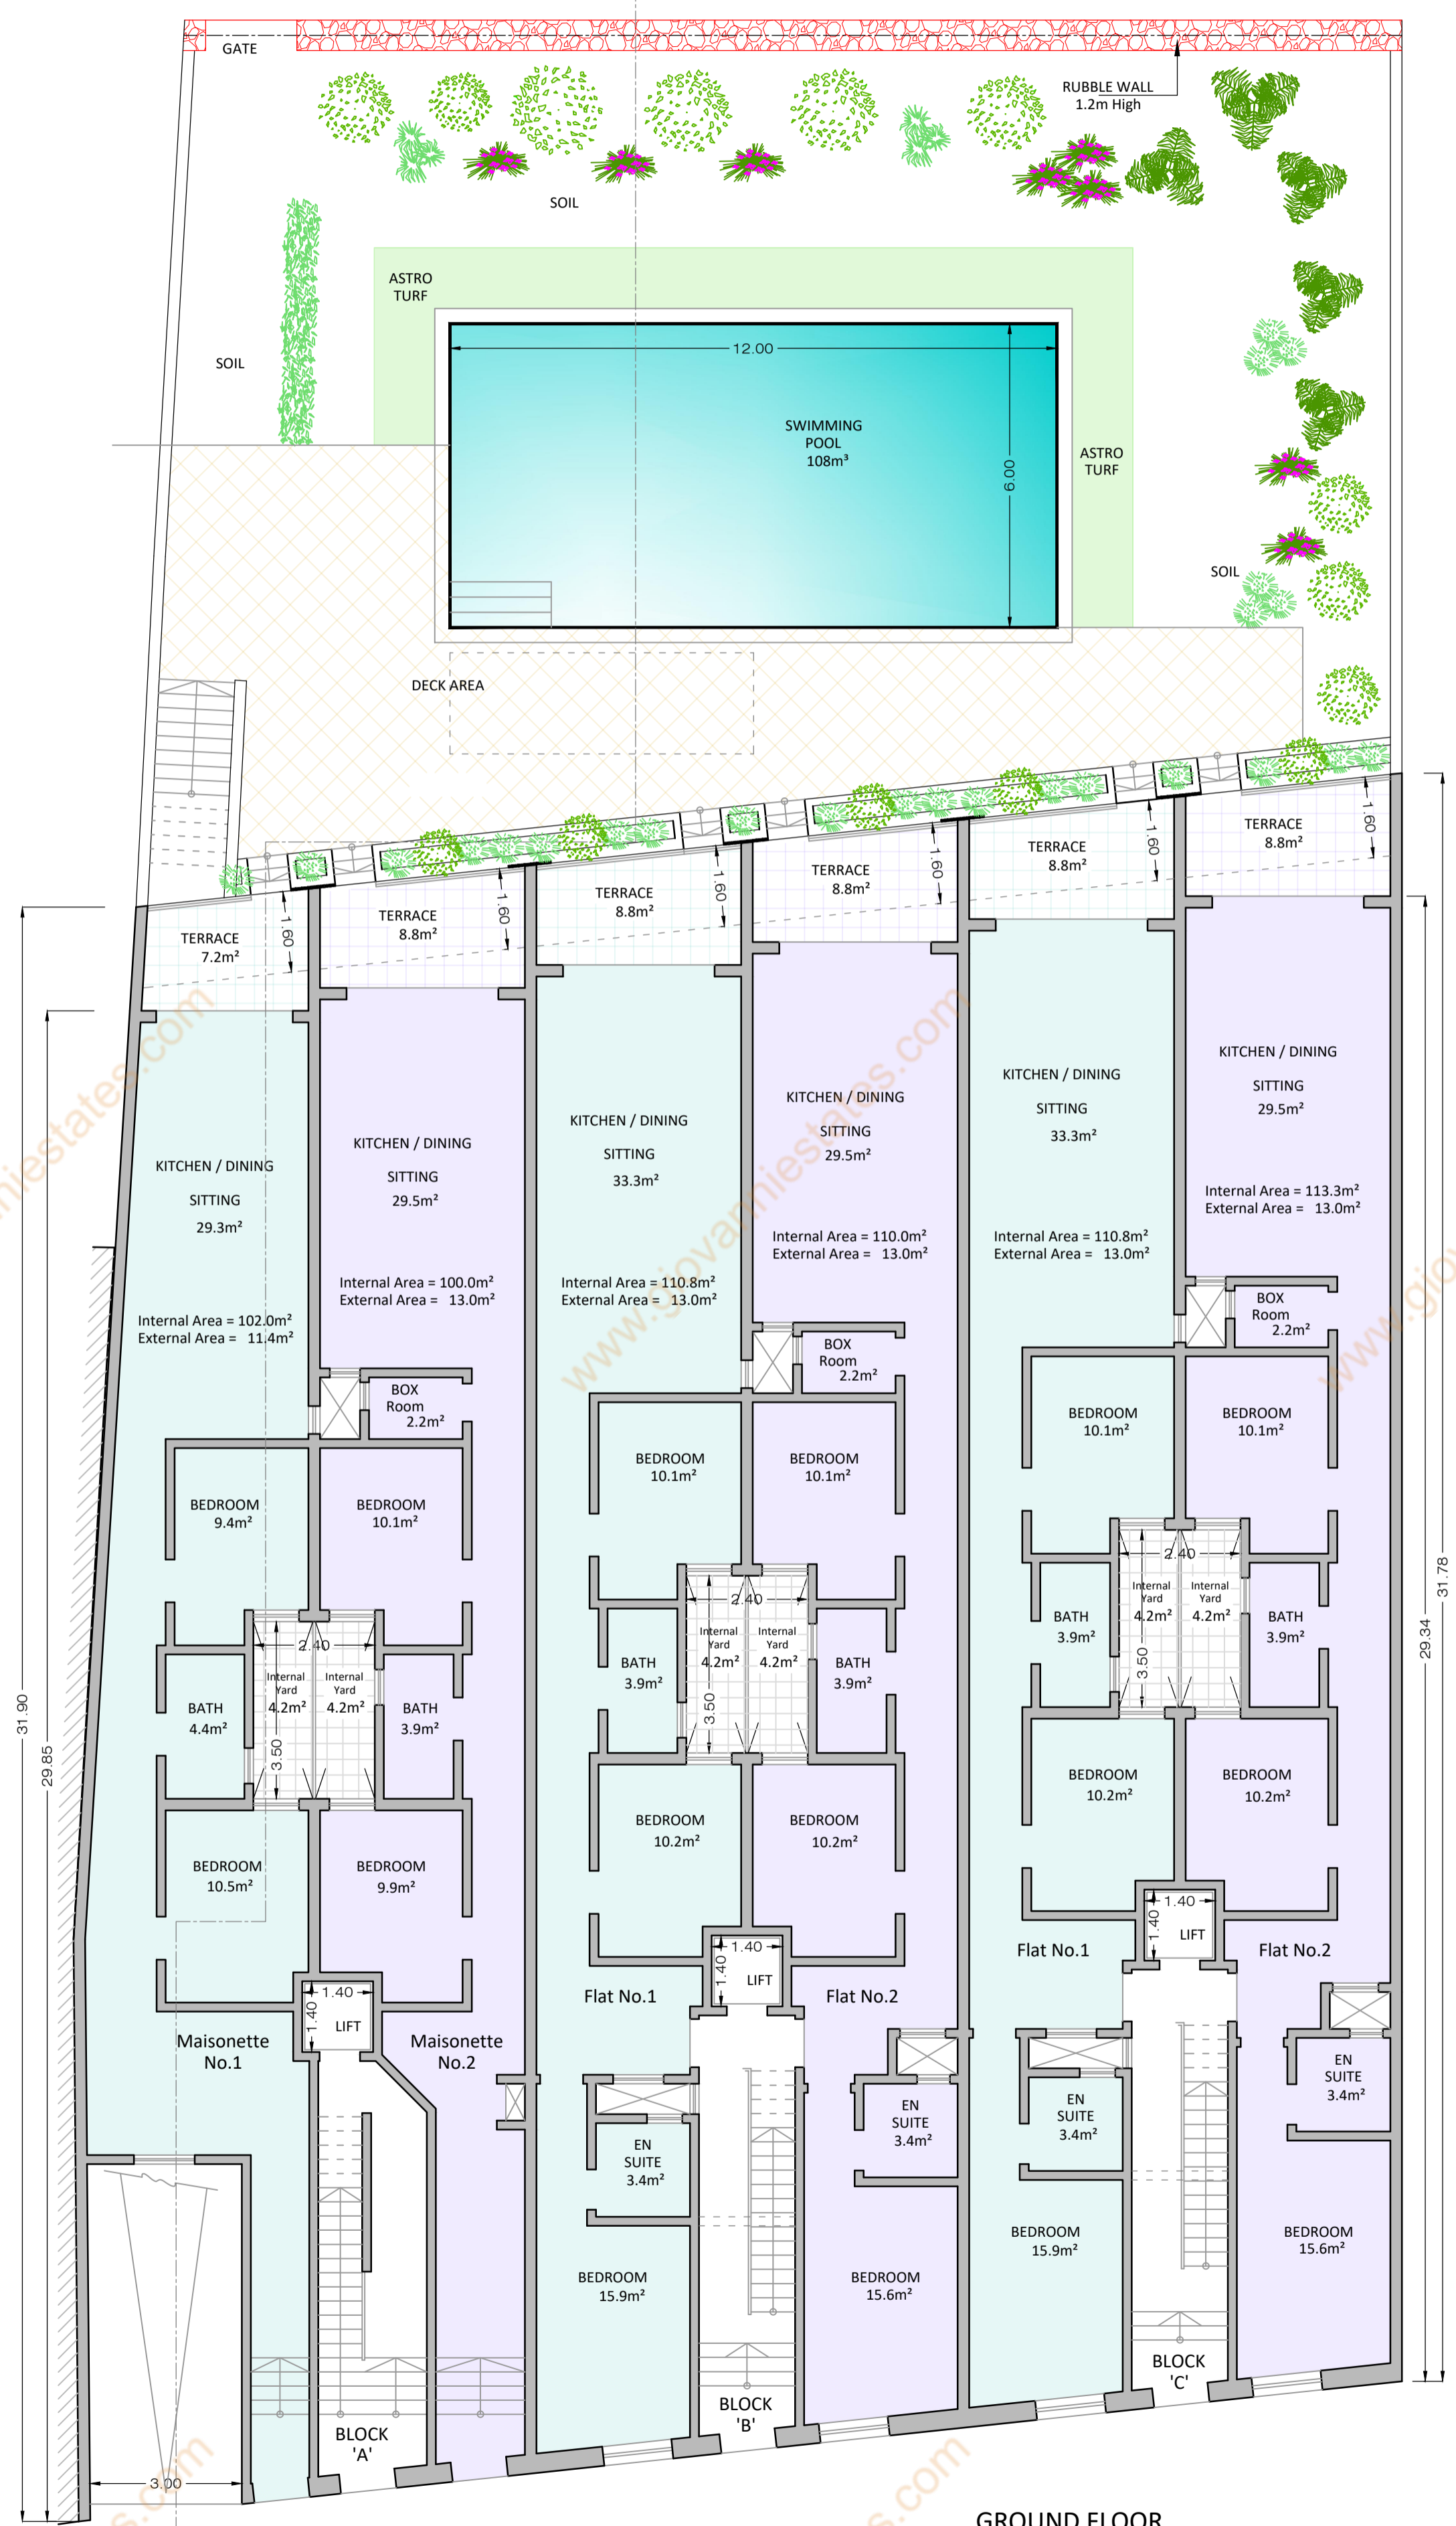 GATE
RUBBLE WALL
1.2m High
SOIL
ASTRO
TURF
12.00
SOIL
SWIMMING
POOL
108m³
6.00
ASTRO
TURF
SOIL
DECK AREA
TERRACE
7.2m²
1.60
TERRACE
8.8m²
1.60
TERRACE
8.8m²
1.60
TERRACE
8.8m²
1.60
TERRACE
8.8m²
1.60
TERRACE
8.8m²
1.60
KITCHEN / DINING
SITTING
29.3m²
Internal Area = 102.0m²
External Area = 11.4m²
KITCHEN / DINING
SITTING
29.5m²
Internal Area = 100.0m²
External Area = 13.0m²
KITCHEN / DINING
SITTING
33.3m²
Internal Area = 110.8m²
External Area = 13.0m²
KITCHEN / DINING
SITTING
29.5m²
Internal Area = 110.0m²
External Area = 13.0m²
KITCHEN / DINING
SITTING
33.3m²
Internal Area = 110.8m²
External Area = 13.0m²
KITCHEN / DINING
SITTING
29.5m²
Internal Area = 113.3m²
External Area = 13.0m²
BOX
Room
2.2m²
BOX
Room
2.2m²
BOX
Room
2.2m²
BEDROOM
9.4m²
BEDROOM
10.1m²
BEDROOM
10.1m²
BEDROOM
10.1m²
BEDROOM
10.1m²
BEDROOM
10.1m²
2.40
Internal
Yard
4.2m²
Internal
Yard
4.2m²
3.50
2.40
Internal
Yard
4.2m²
Internal
Yard
4.2m²
3.50
2.40
Internal
Yard
4.2m²
Internal
Yard
4.2m²
3.50
BATH
4.4m²
BATH
3.9m²
BATH
3.9m²
BATH
3.9m²
BATH
3.9m²
BATH
3.9m²
BEDROOM
10.5m²
BEDROOM
9.9m²
BEDROOM
10.2m²
BEDROOM
10.2m²
BEDROOM
10.2m²
BEDROOM
10.2m²
1.40
1.40
LIFT
1.40
1.40
LIFT
1.40
1.40
LIFT
Maisonette
No.1
Maisonette
No.2
Flat No.1
Flat No.2
Flat No.1
Flat No.2
EN
SUITE
3.4m²
EN
SUITE
3.4m²
EN
SUITE
3.4m²
EN
SUITE
3.4m²
BEDROOM
15.9m²
BEDROOM
15.6m²
BEDROOM
15.9m²
BEDROOM
15.6m²
BLOCK
'A'
BLOCK
'B'
BLOCK
'C'
3.00
31.90
29.85
29.34
31.78
GROUND FLOOR
www.giovanniestates.com
niestates.com
www.gio
s.com
s.com